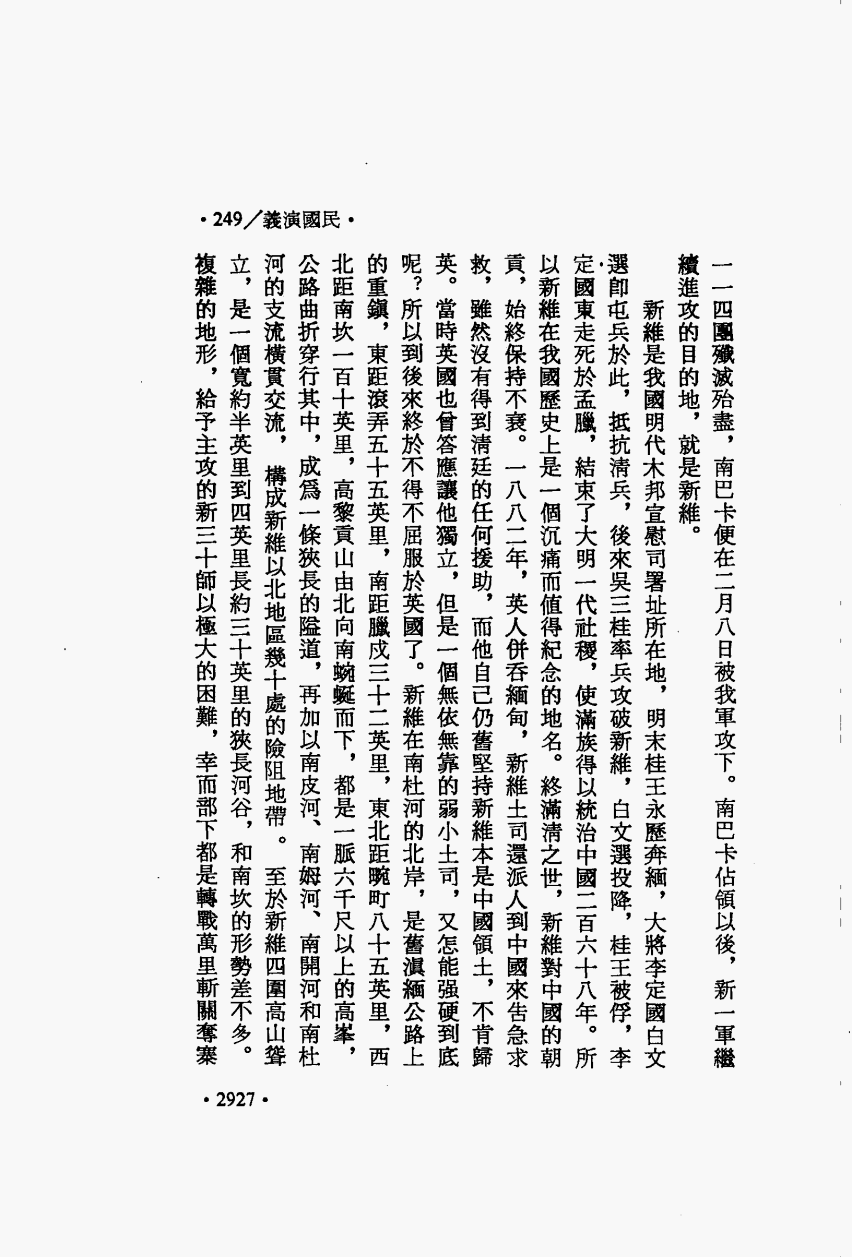 •249／義演國民•
一一四團殲滅殆盡，南巴卡便在二月八日被我軍攻下。南巴卡佔領以後，新一軍繼
續進攻的目的地，就是新維。
新維是我國明代木邦宣慰司署址所在地，明末桂王永歷奔緬，大將李定國白文
選卽屯兵於此，抵抗淸兵，後來吳三桂率兵攻破新維，白文選投降，桂王被俘，李
定國東走死於孟臘，結束了大明一代社稷，使滿族得以統治中國二百六十八年。所
以新維在我國歷史上是一個沉痛而值得紀念的地名。終滿淸之世，新維對中國的朝
貢，始終保持不衰。一八八二年，英人併吞緬甸，新維土司還派人到中國來告急求
救，雖然沒有得到淸廷的任何援助，而他自己仍舊堅持新維本是中國領土，不肯歸
英。當時英國也曾答應讓他獨立，但是一個無依無靠的弱小土司，又怎能强硬到底
呢？所以到後來終於不得不屈服於英國了。新維在南杜河的北岸，是舊滇緬公路上
的重鎭，東距滾弄五十五英里，南距臘戍三十二英里，東北距畹町八十五英里，西
北距南坎一百十英里，高黎貢山由北向南蜿蜒而下，都是一脈六千尺以上的高峯，
公路曲折穿行其中，成爲一條狹長的隘道，再加以南皮河、南姆河、南開河和南杜
河的支流橫貫交流，構成新維以北地區幾十處的險阻地帶。至於新維四圍高山聳
立，是一個寬約半英里到四英里長約三十英里的狹長河谷，和南坎的形勢差不多。
複雜的地形，給予主攻的新三十師以極大的困難，幸而部下都是轉戰萬里斬關奪寨
•2927•